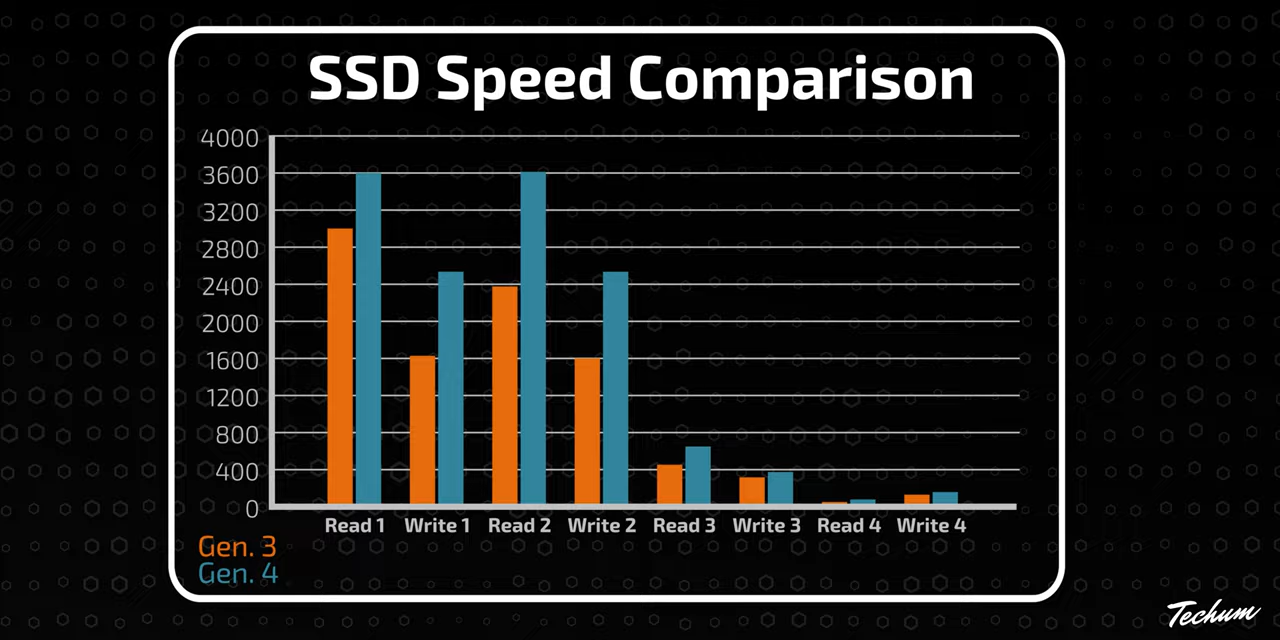 SSD Speed Comparison
4000
3600
3200
2800
2400
2000
1600
1200
800
400
0
Read 1 Write 1 Read 2 Write 2 Read 3 Write 3 Read 4 Write 4
Gen. 3
Gen. 4
Techum